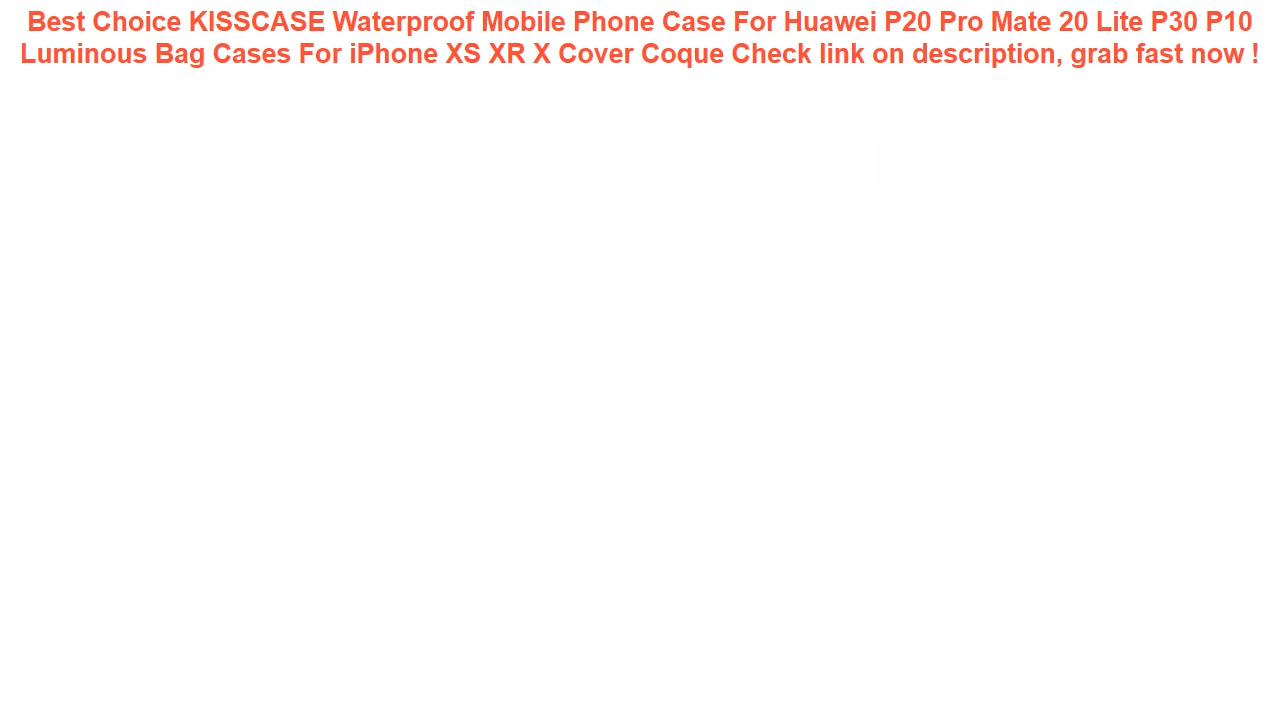 Best Choice KISSCASE Waterproof Mobile Phone Case For Huawei P20 Pro Mate 20 Lite P30 P10
Luminous Bag Cases For iPhone XS XR X Cover Coque Check link on description, grab fast now !